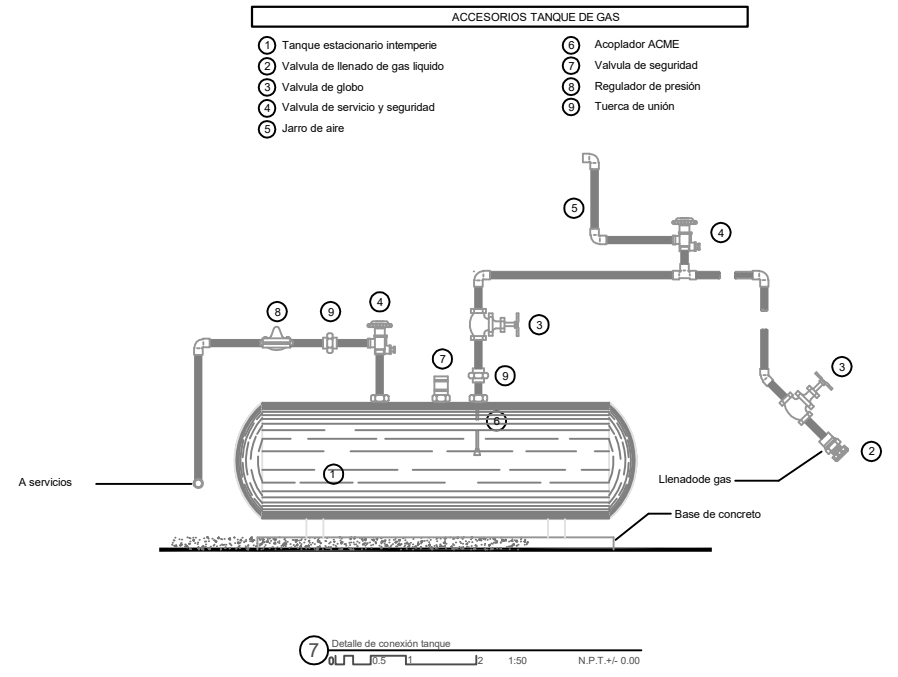 ACCESORIOS TANQUE DE GAS
1 Tanque estacionario intemperie
2 Valvula de llenado de gas liquido
3 Valvula de globo
4 Valvula de servicio y seguridad
5 Jarro de aire
6 Acoplador ACME
7 Valvula de seguridad
8 Regulador de presión
9 Tuerca de unión
5
4
4
8
9
3
7
9
3
6
2
1
A servicios
Llenadode gas
Base de concreto
7 Detalle de conexión tanque
0 0.5 1 2 1:50 N.P.T.+/- 0.00